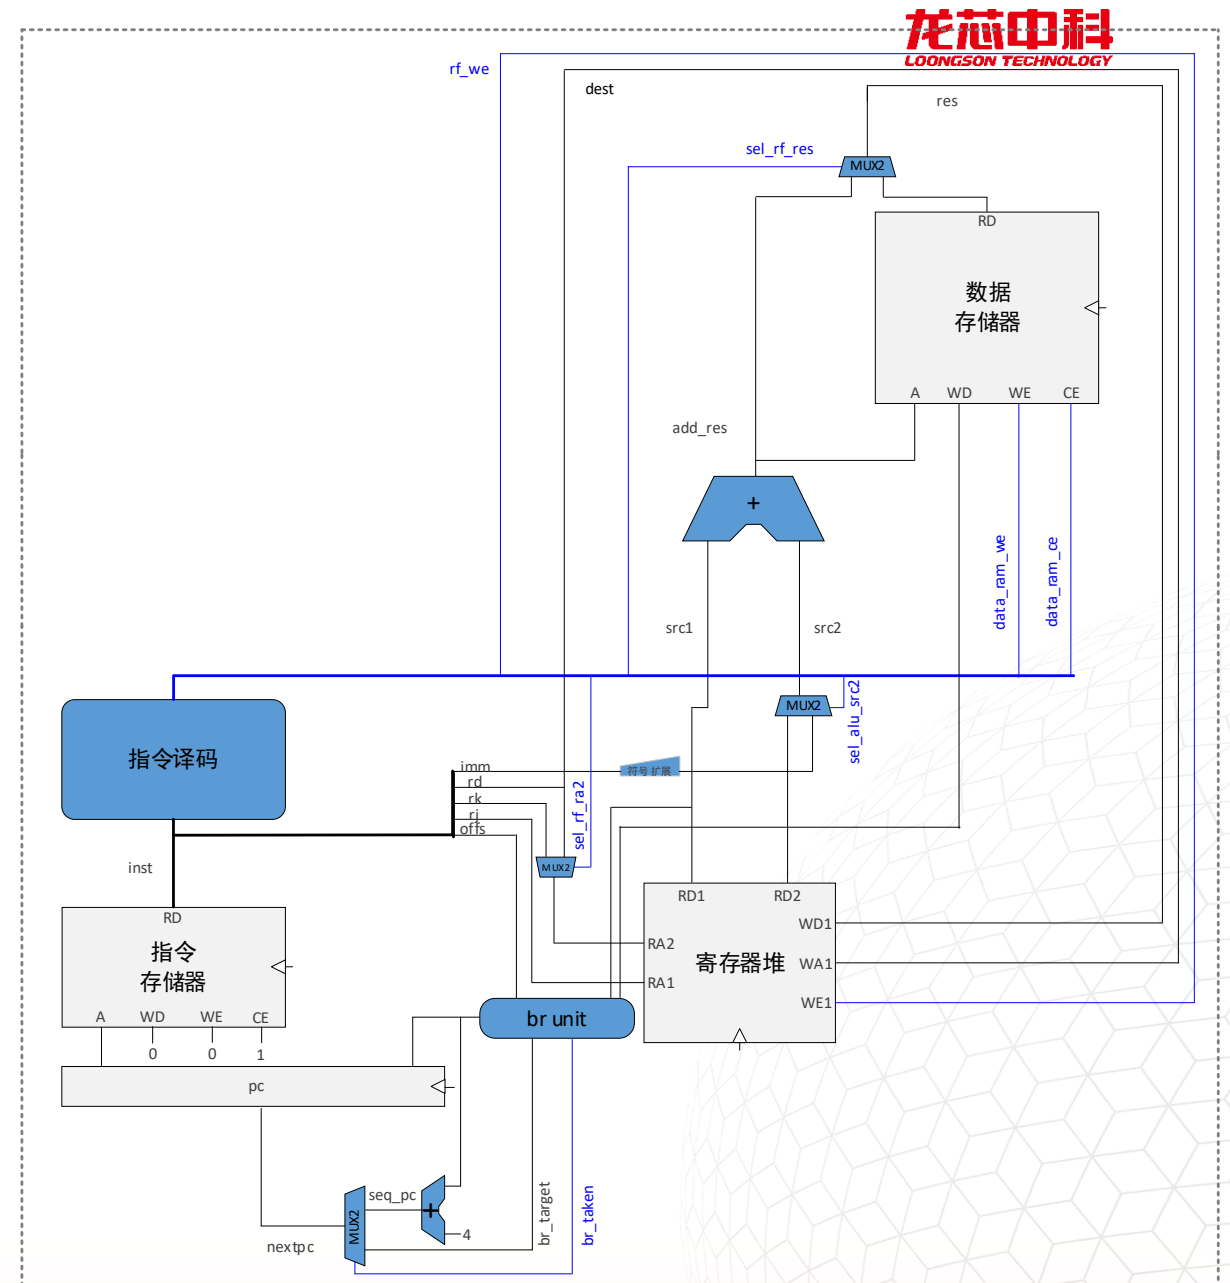 龙芯中科
LOONGSON TECHNOLOGY
rf_we
dest
res
sel_rf_res
MUX2
RD
数据
存储器
A
WD
WE
CE
add_res
+
data_ram_we
data_ram_ce
src1
src2
MUX2
sel_alu_src2
指令译码
imm
符号扩展
rd
rk
rj
offs
sel_rf_ra2
MUX2
inst
RD
指令
存储器
A
WD
WE
CE
0
0
1
RD1
RD2
WD1
RA2
寄存器堆
WA1
RA1
WE1
br unit
pc
seq_pc
+
4
MUX2
nextpc
br_target
br_taken